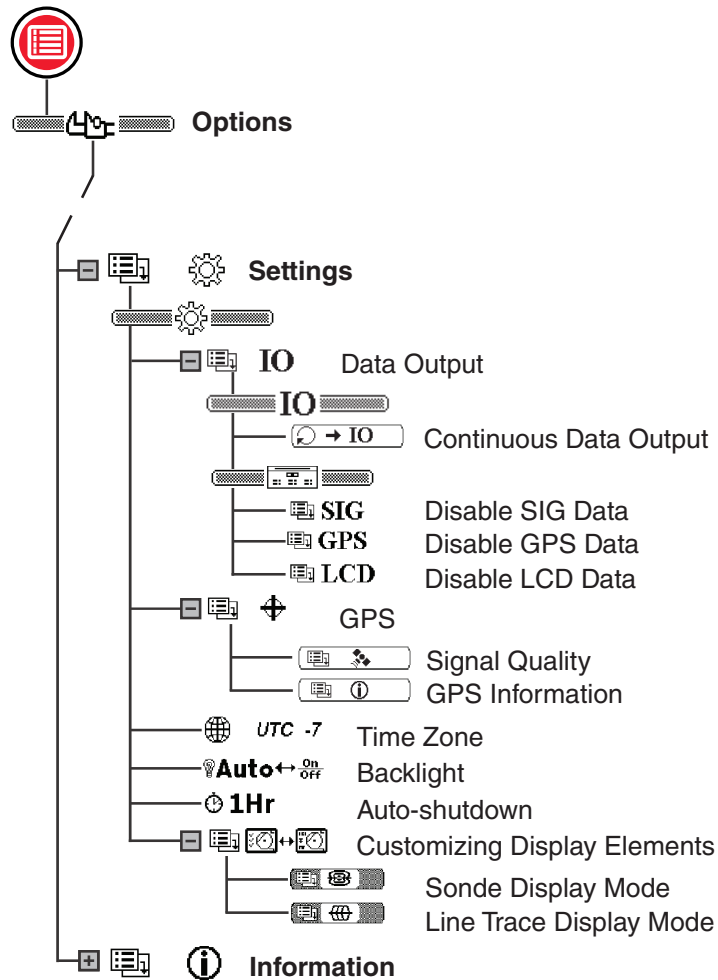 Options
Settings
IO Data Output
IO
→ IO Continuous Data Output
SIG Disable SIG Data
GPS Disable GPS Data
LCD Disable LCD Data
GPS
Signal Quality
GPS Information
UTC -7 Time Zone
Auto↔On Off Backlight
1Hr Auto-shutdown
Customizing Display Elements
Sonde Display Mode
Line Trace Display Mode
Information